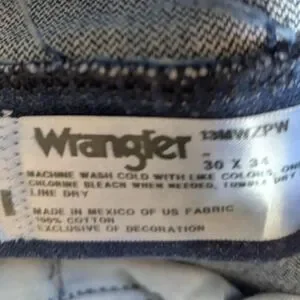 Wrangler 13MWZPW
30 X 34
MACHINE WASH COLD WITH LIKE COLORS, ONLY
CHLORINE BLEACH WHEN NEEDED, TUMBLE DRY
LINE DRY
MADE IN MEXICO OF US FABRIC
100% COTTON
EXCLUSIVE OF DECORATION